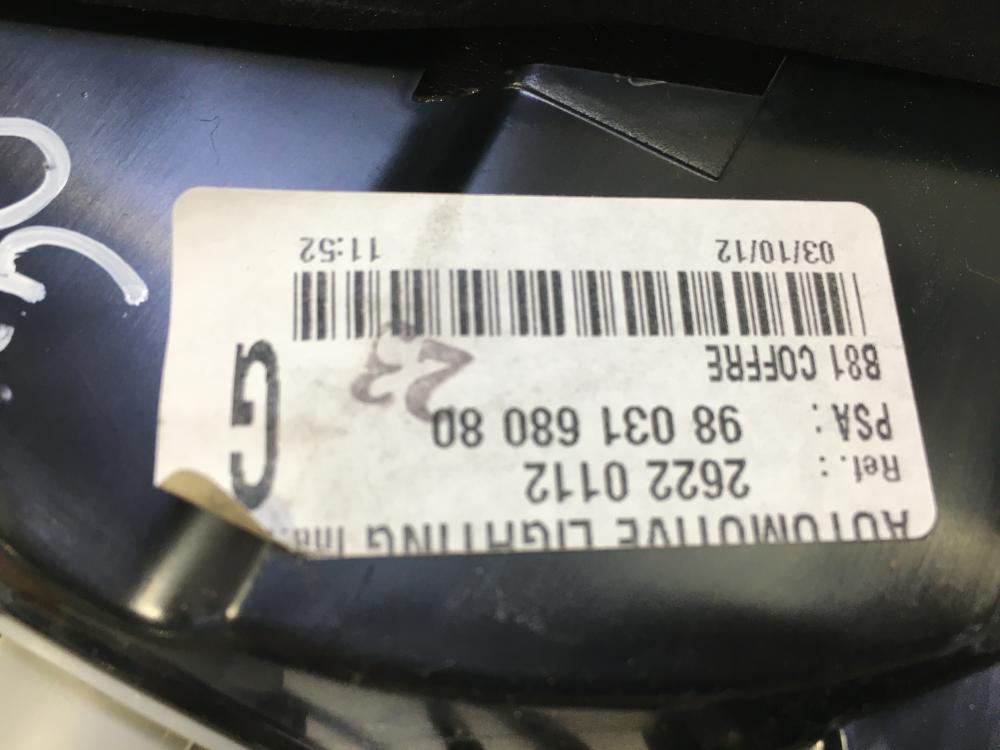 AUTOMOTIVE LIGHTING
Ref.: 2622 0112
PSA: 98 031 680 80
G
B81 COFFRE
23
03/10/12 11:52